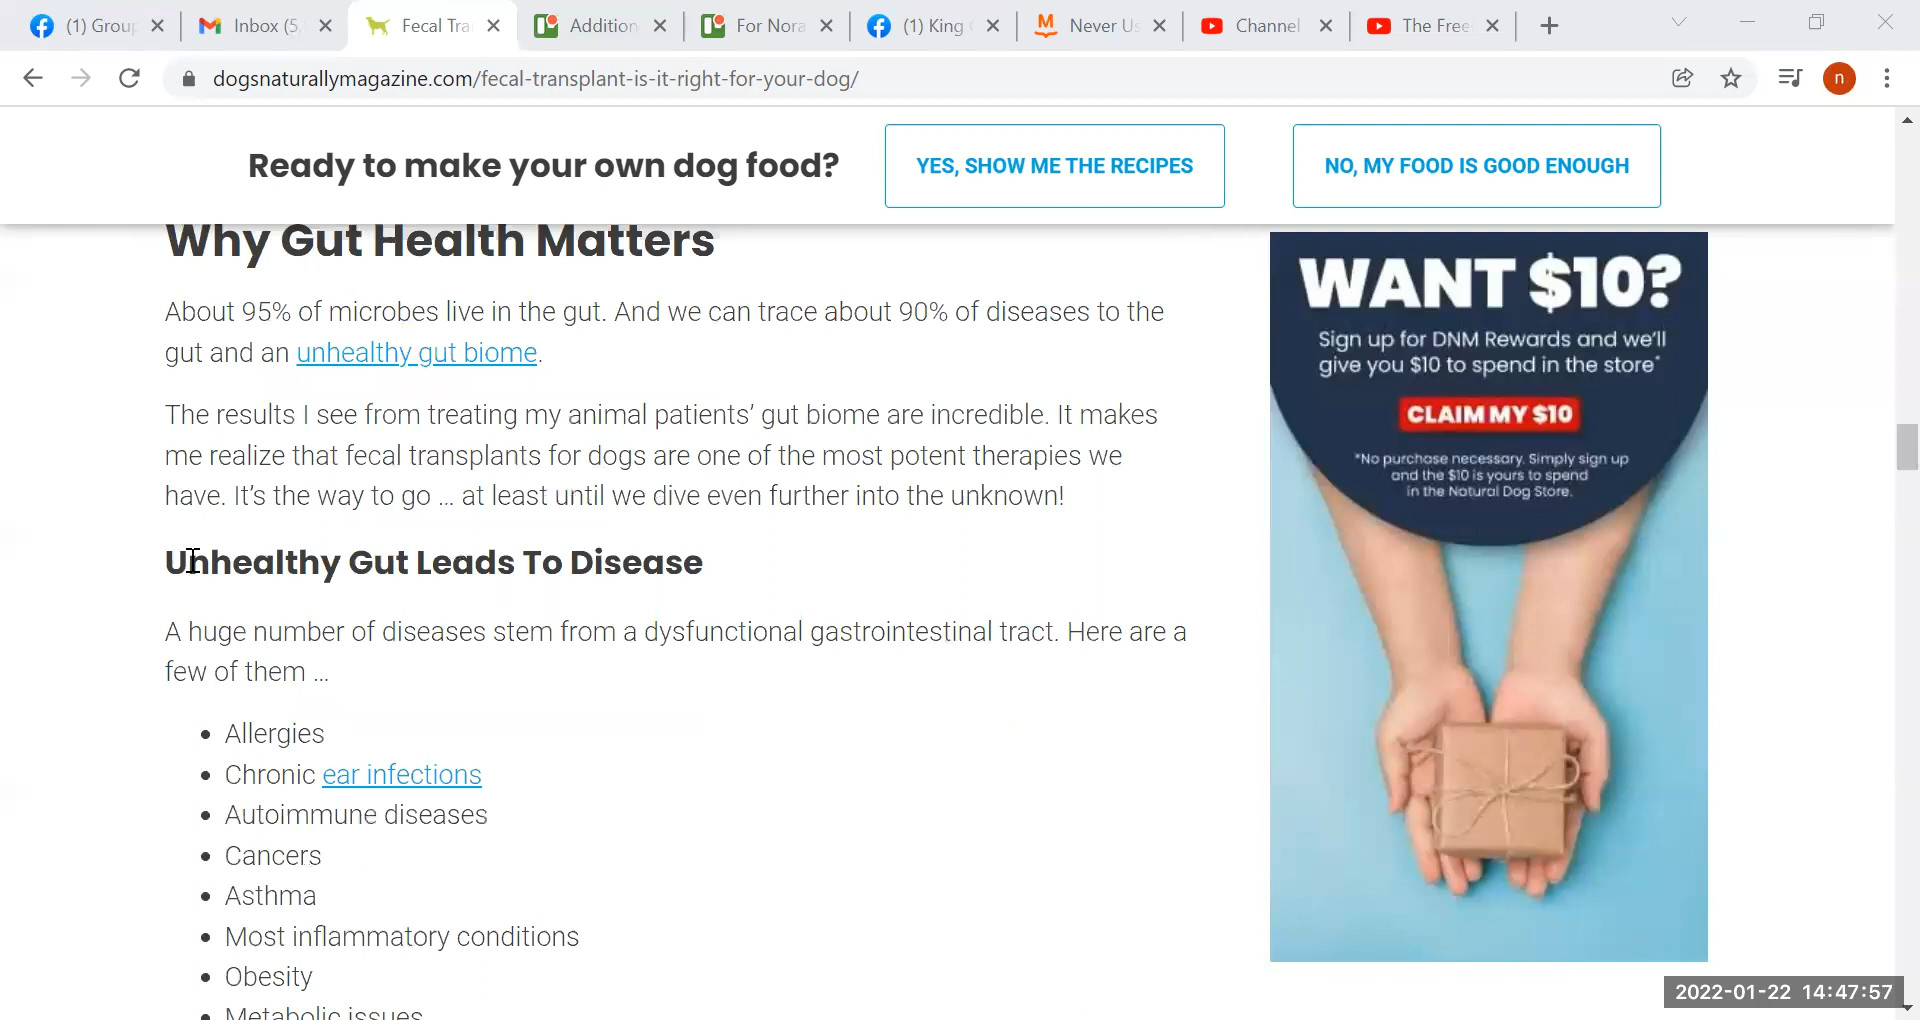 (1) Group
Inbox (5,
Fecal Tra
Addition
For Nora
(1) King
Never Us
Channel
The Free
dogsnaturallymagazine.com/fecal-transplant-is-it-right-for-your-dog/
n
Ready to make your own dog food?
YES, SHOW ME THE RECIPES
NO, MY FOOD IS GOOD ENOUGH
Why Gut Health Matters
About 95% of microbes live in the gut. And we can trace about 90% of diseases to the
gut and an unhealthy gut biome.
The results I see from treating my animal patients’ gut biome are incredible. It makes
me realize that fecal transplants for dogs are one of the most potent therapies we
have. It’s the way to go … at least until we dive even further into the unknown!
Unhealthy Gut Leads To Disease
A huge number of diseases stem from a dysfunctional gastrointestinal tract. Here are a
few of them …
• Allergies
• Chronic ear infections
• Autoimmune diseases
• Cancers
• Asthma
• Most inflammatory conditions
• Obesity
• Metabolic issues
WANT $10?
Sign up for DNM Rewards and we’ll
give you $10 to spend in the store*
CLAIM MY $10
*No purchase necessary. Simply sign up
and the $10 is yours to spend
in the Natural Dog Store.
2022-01-22 14:47:57